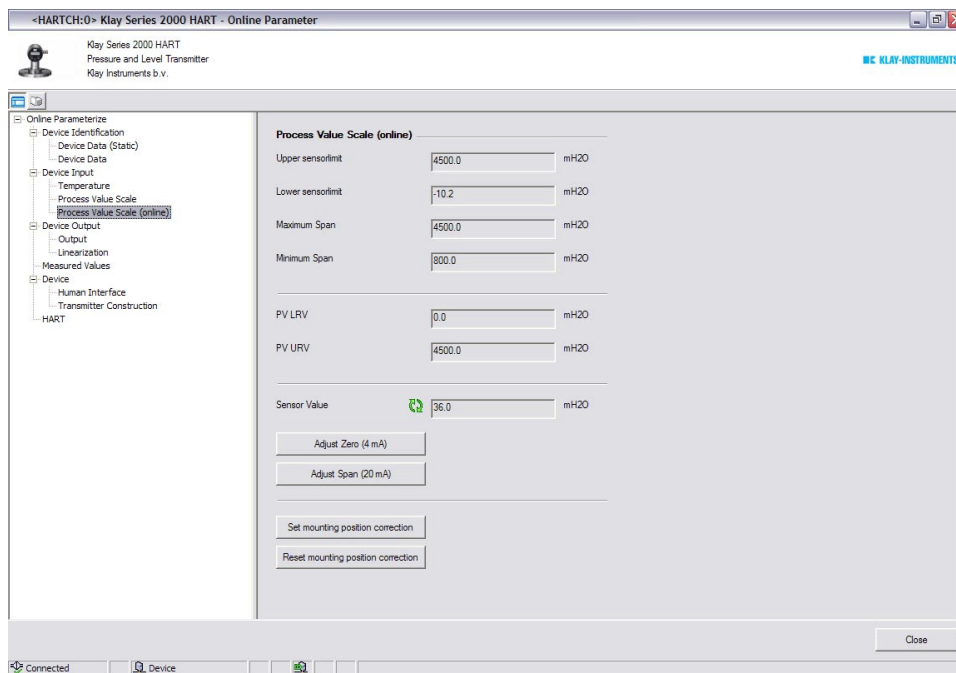 <HARTCH:0> Klay Series 2000 HART - Online Parameter
Klay Series 2000 HART
Pressure and Level Transmitter
Klay Instruments b.v.
KLAY-INSTRUMENTS
Online Parameterize
Device Identification
Device Data (Static)
Device Data
Device Input
Temperature
Process Value Scale
Process Value Scale (online)
Device Output
Output
Linearization
Measured Values
Device
Human Interface
Transmitter Construction
HART
Process Value Scale (online)
Upper sensorlimit 4500.0 mH2O
Lower sensorlimit -10.2 mH2O
Maximum Span 4500.0 mH2O
Minimum Span 800.0 mH2O
PV LRV 0.0 mH2O
PV URV 4500.0 mH2O
Sensor Value 36.0 mH2O
Adjust Zero (4 mA)
Adjust Span (20 mA)
Set mounting position correction
Reset mounting position correction
Close
Connected Device